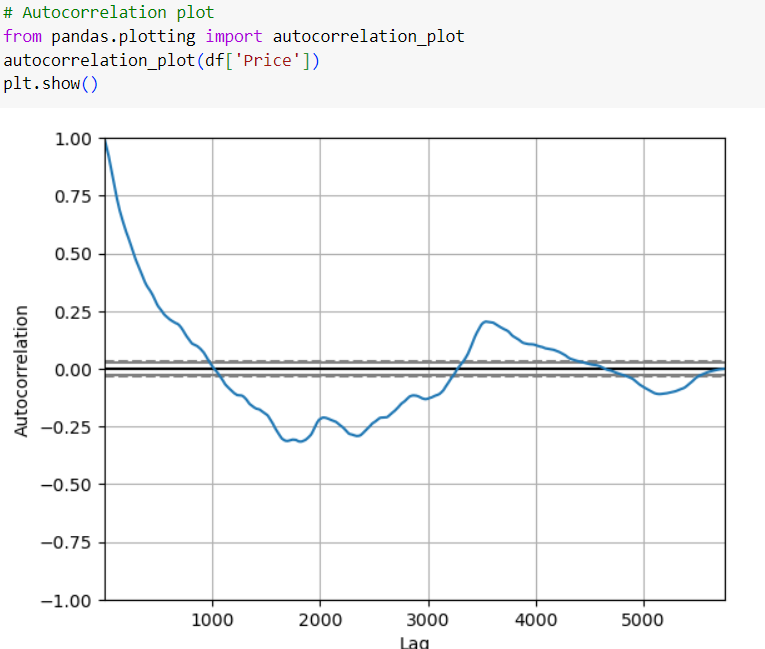 # Autocorrelation plot
from pandas.plotting import autocorrelation_plot
autocorrelation_plot(df['Price'])
plt.show()
1.00
0.75
0.50
0.25
0.00
−0.25
−0.50
−0.75
−1.00
Autocorrelation
1000 2000 3000 4000 5000
Lag